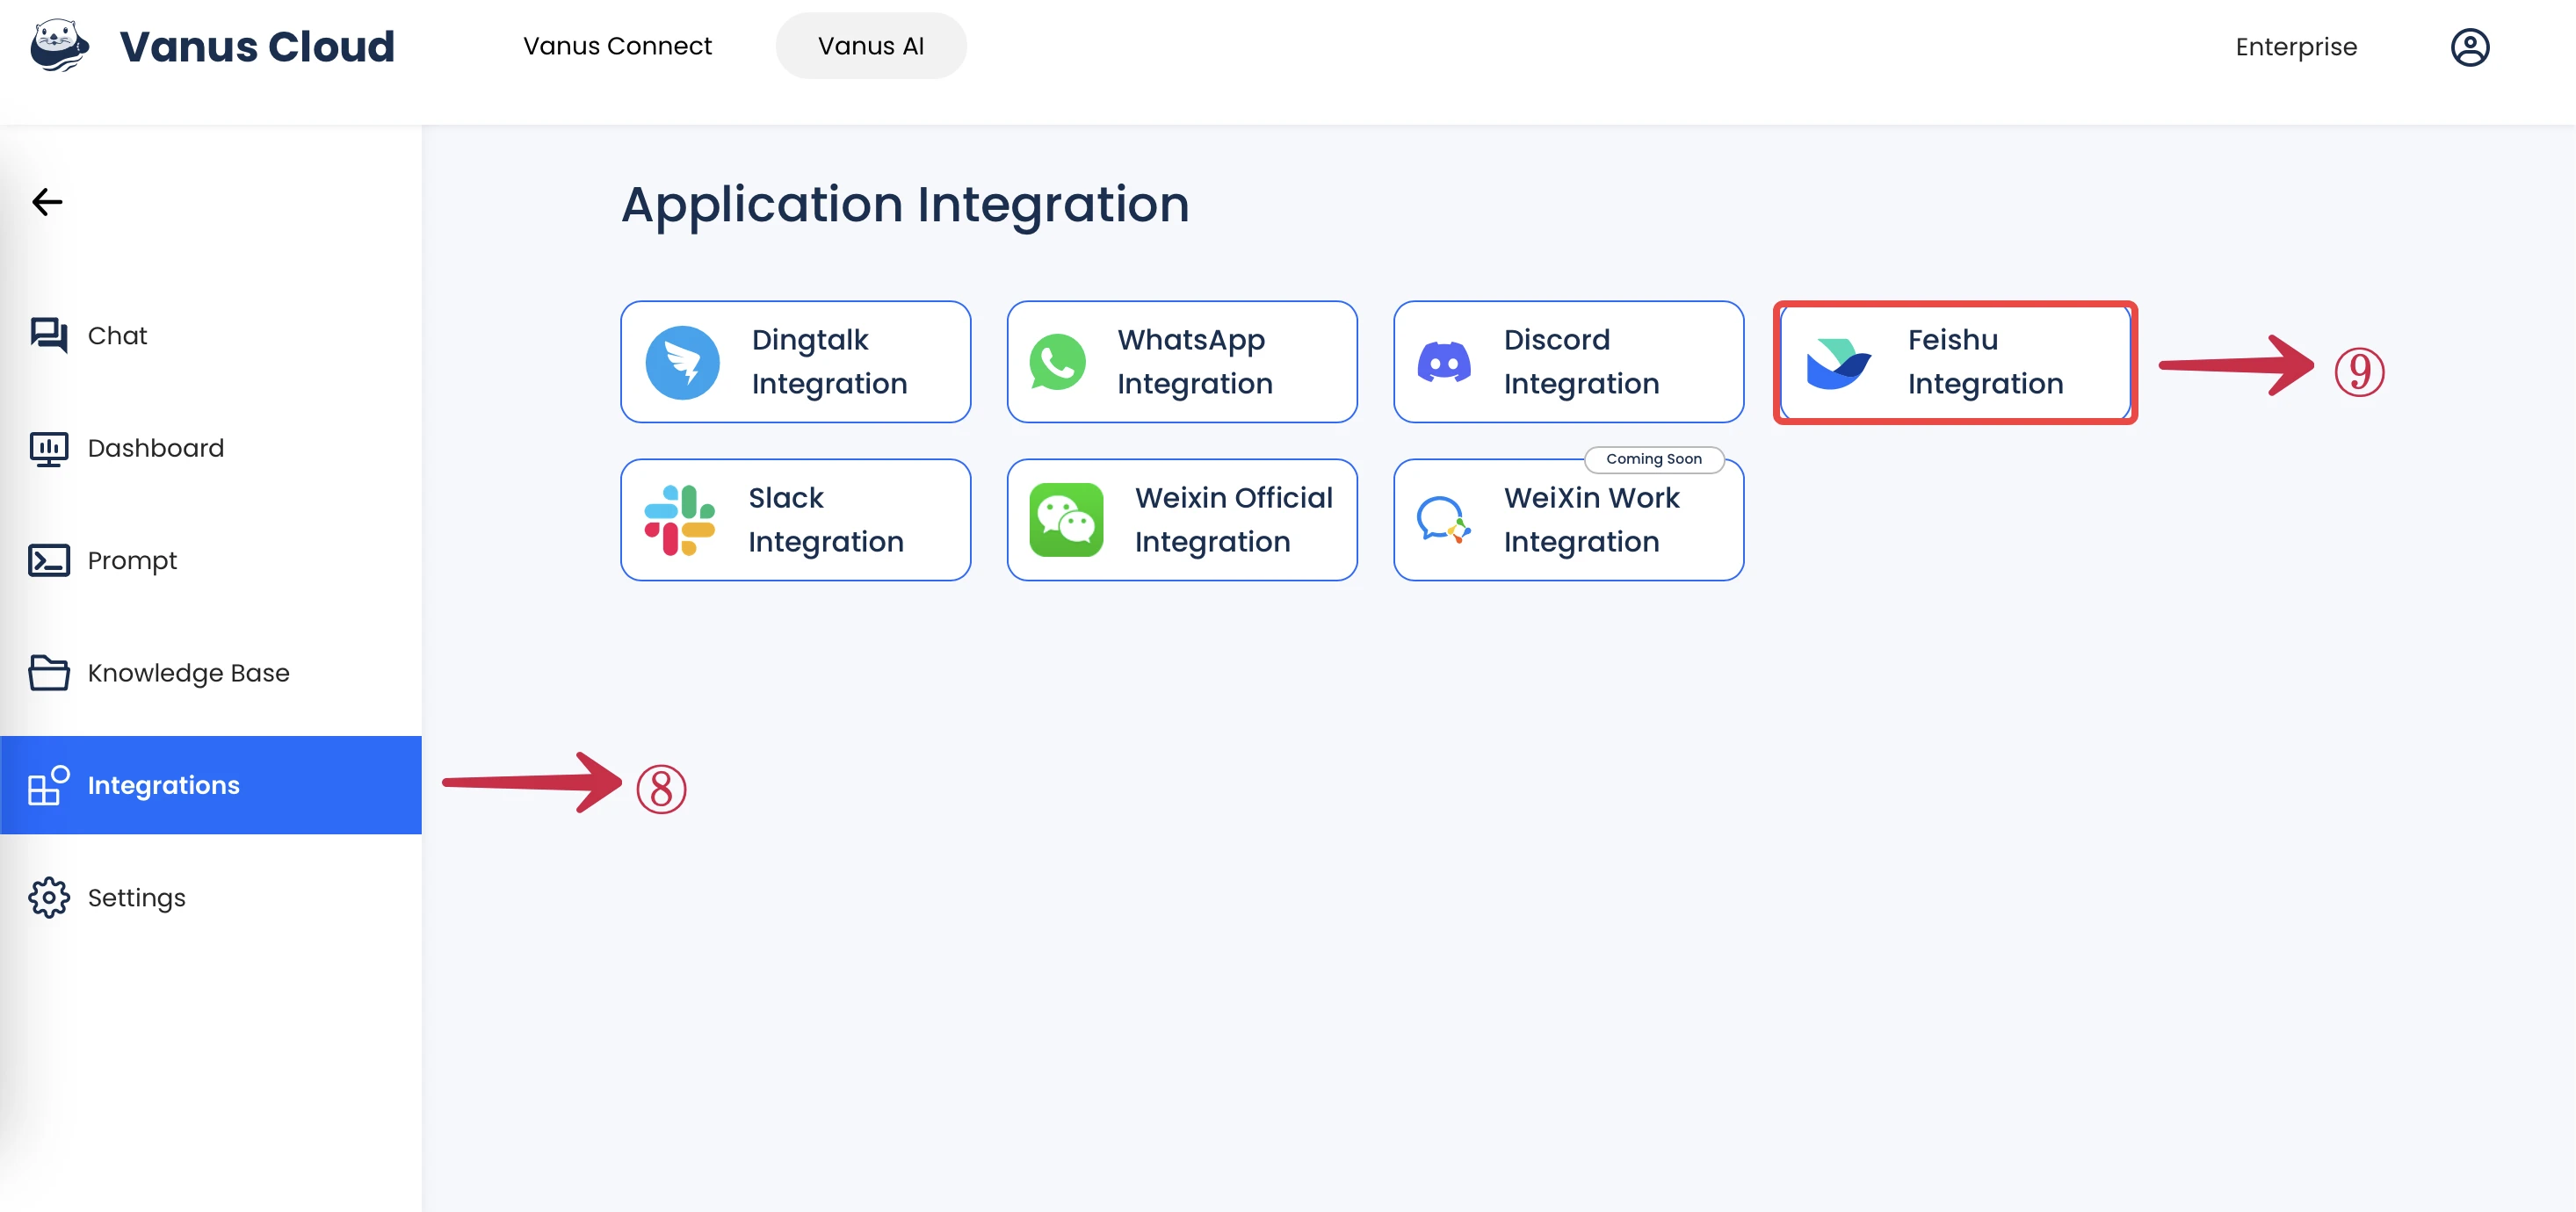 Vanus Cloud
Vanus Connect
Vanus AI
Enterprise
Chat
Dashboard
Prompt
Knowledge Base
Integrations
Settings
Application Integration
Dingtalk
Integration
WhatsApp
Integration
Discord
Integration
Feishu
Integration
⑨
Slack
Integration
Weixin Official
Integration
Coming Soon
WeiXin Work
Integration
⑧